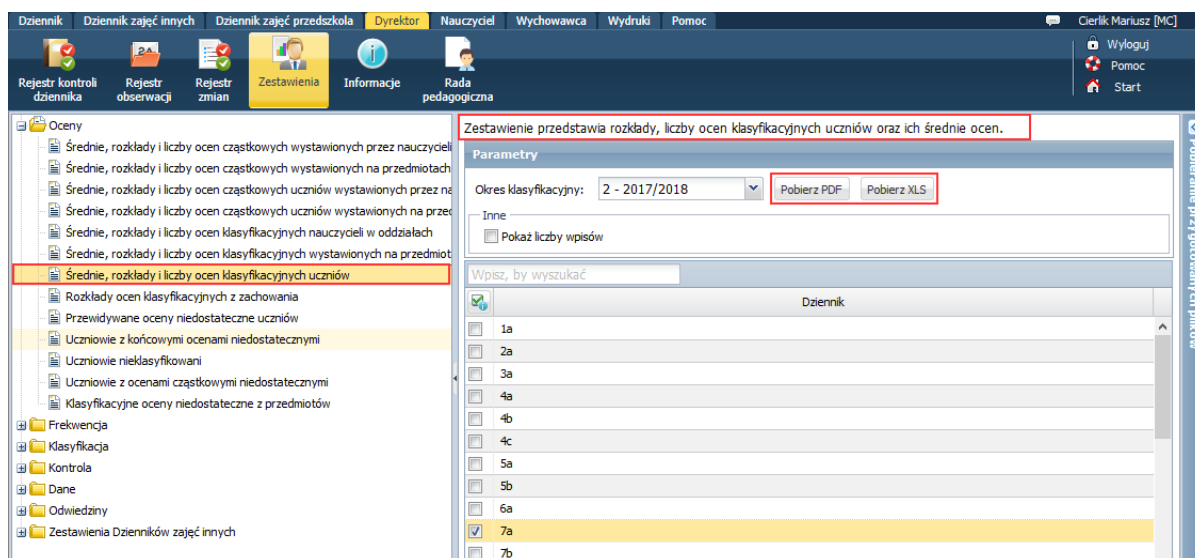 Dziennik Dziennik zajęć innych Dziennik zajęć przedszkola Dyrektor Nauczyciel Wychowawca Wydruki Pomoc Cierlik Mariusz [MC]
Rejestr kontroli dziennika
Rejestr obserwacji
Rejestr zmian
Zestawienia
Informacje
Rada pedagogiczna
Wyloguj
Pomoc
Start
Oceny
Średnie, rozkłady i liczby ocen cząstkowych wystawionych przez nauczycieli
Średnie, rozkłady i liczby ocen cząstkowych wystawionych na przedmiotach
Średnie, rozkłady i liczby ocen cząstkowych uczniów wystawionych przez na
Średnie, rozkłady i liczby ocen cząstkowych uczniów wystawionych na przed
Średnie, rozkłady i liczby ocen klasyfikacyjnych nauczycieli w oddziałach
Średnie, rozkłady i liczby ocen klasyfikacyjnych wystawionych na przedmiot
Średnie, rozkłady i liczby ocen klasyfikacyjnych uczniów
Rozkłady ocen klasyfikacyjnych z zachowania
Przewidywane oceny niedostateczne uczniów
Uczniowie z końcowymi ocenami niedostatecznymi
Uczniowie nieklasyfikowani
Uczniowie z ocenami cząstkowymi niedostatecznymi
Klasyfikacyjne oceny niedostateczne z przedmiotów
Frekwencja
Klasyfikacja
Kontrola
Dane
Odwiedziny
Zestawienia Dzienników zajęć innych
Zestawienie przedstawia rozkłady, liczby ocen klasyfikacyjnych uczniów oraz ich średnie ocen.
Parametry
Okres klasyfikacyjny: 2 - 2017/2018 Pobierz PDF Pobierz XLS
Inne
Pokaż liczby wpisów
Wpisz, by wyszukać
Dziennik
1a
2a
3a
4a
4b
4c
5a
5b
6a
7a
7b
Pobieranie przygotowanych plików